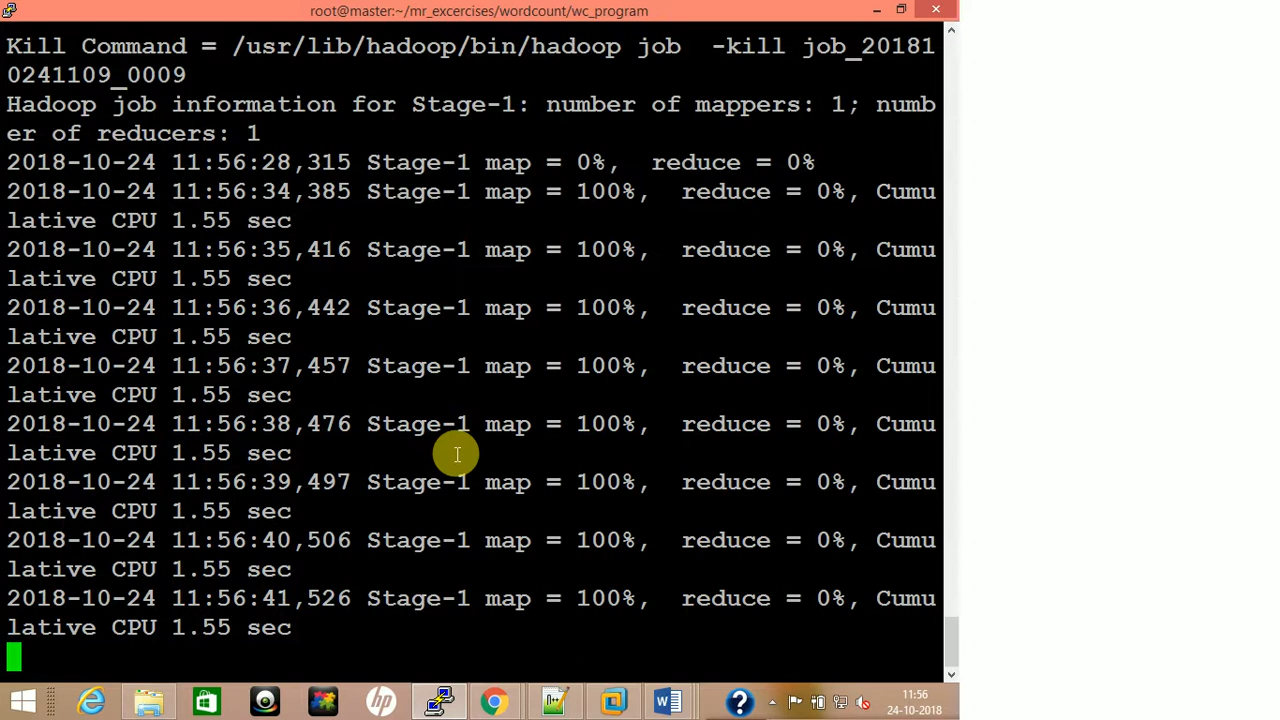 root@master:~/mr_excercises/wordcount/wc_program
Kill Command = /usr/lib/hadoop/bin/hadoop job  -kill job_20181
0241109_0009
Hadoop job information for Stage-1: number of mappers: 1; numb
er of reducers: 1
2018-10-24 11:56:28,315 Stage-1 map = 0%,  reduce = 0%
2018-10-24 11:56:34,385 Stage-1 map = 100%,  reduce = 0%, Cumu
lative CPU 1.55 sec
2018-10-24 11:56:35,416 Stage-1 map = 100%,  reduce = 0%, Cumu
lative CPU 1.55 sec
2018-10-24 11:56:36,442 Stage-1 map = 100%,  reduce = 0%, Cumu
lative CPU 1.55 sec
2018-10-24 11:56:37,457 Stage-1 map = 100%,  reduce = 0%, Cumu
lative CPU 1.55 sec
2018-10-24 11:56:38,476 Stage-1 map = 100%,  reduce = 0%, Cumu
lative CPU 1.55 sec
2018-10-24 11:56:39,497 Stage-1 map = 100%,  reduce = 0%, Cumu
lative CPU 1.55 sec
2018-10-24 11:56:40,506 Stage-1 map = 100%,  reduce = 0%, Cumu
lative CPU 1.55 sec
2018-10-24 11:56:41,526 Stage-1 map = 100%,  reduce = 0%, Cumu
lative CPU 1.55 sec
hp
11:56
24-10-2018